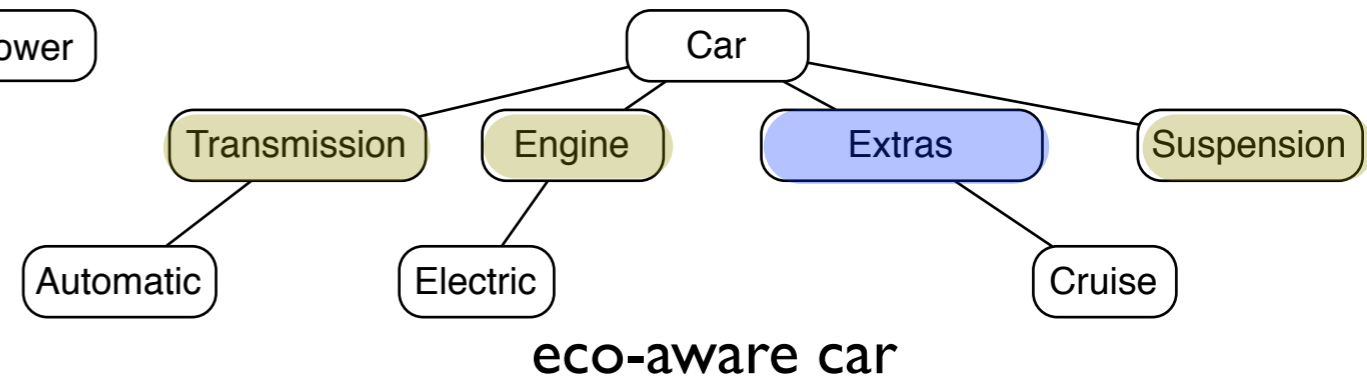 ower
Car
Transmission Engine Extras Suspension
Automatic Electric Cruise
eco-aware car